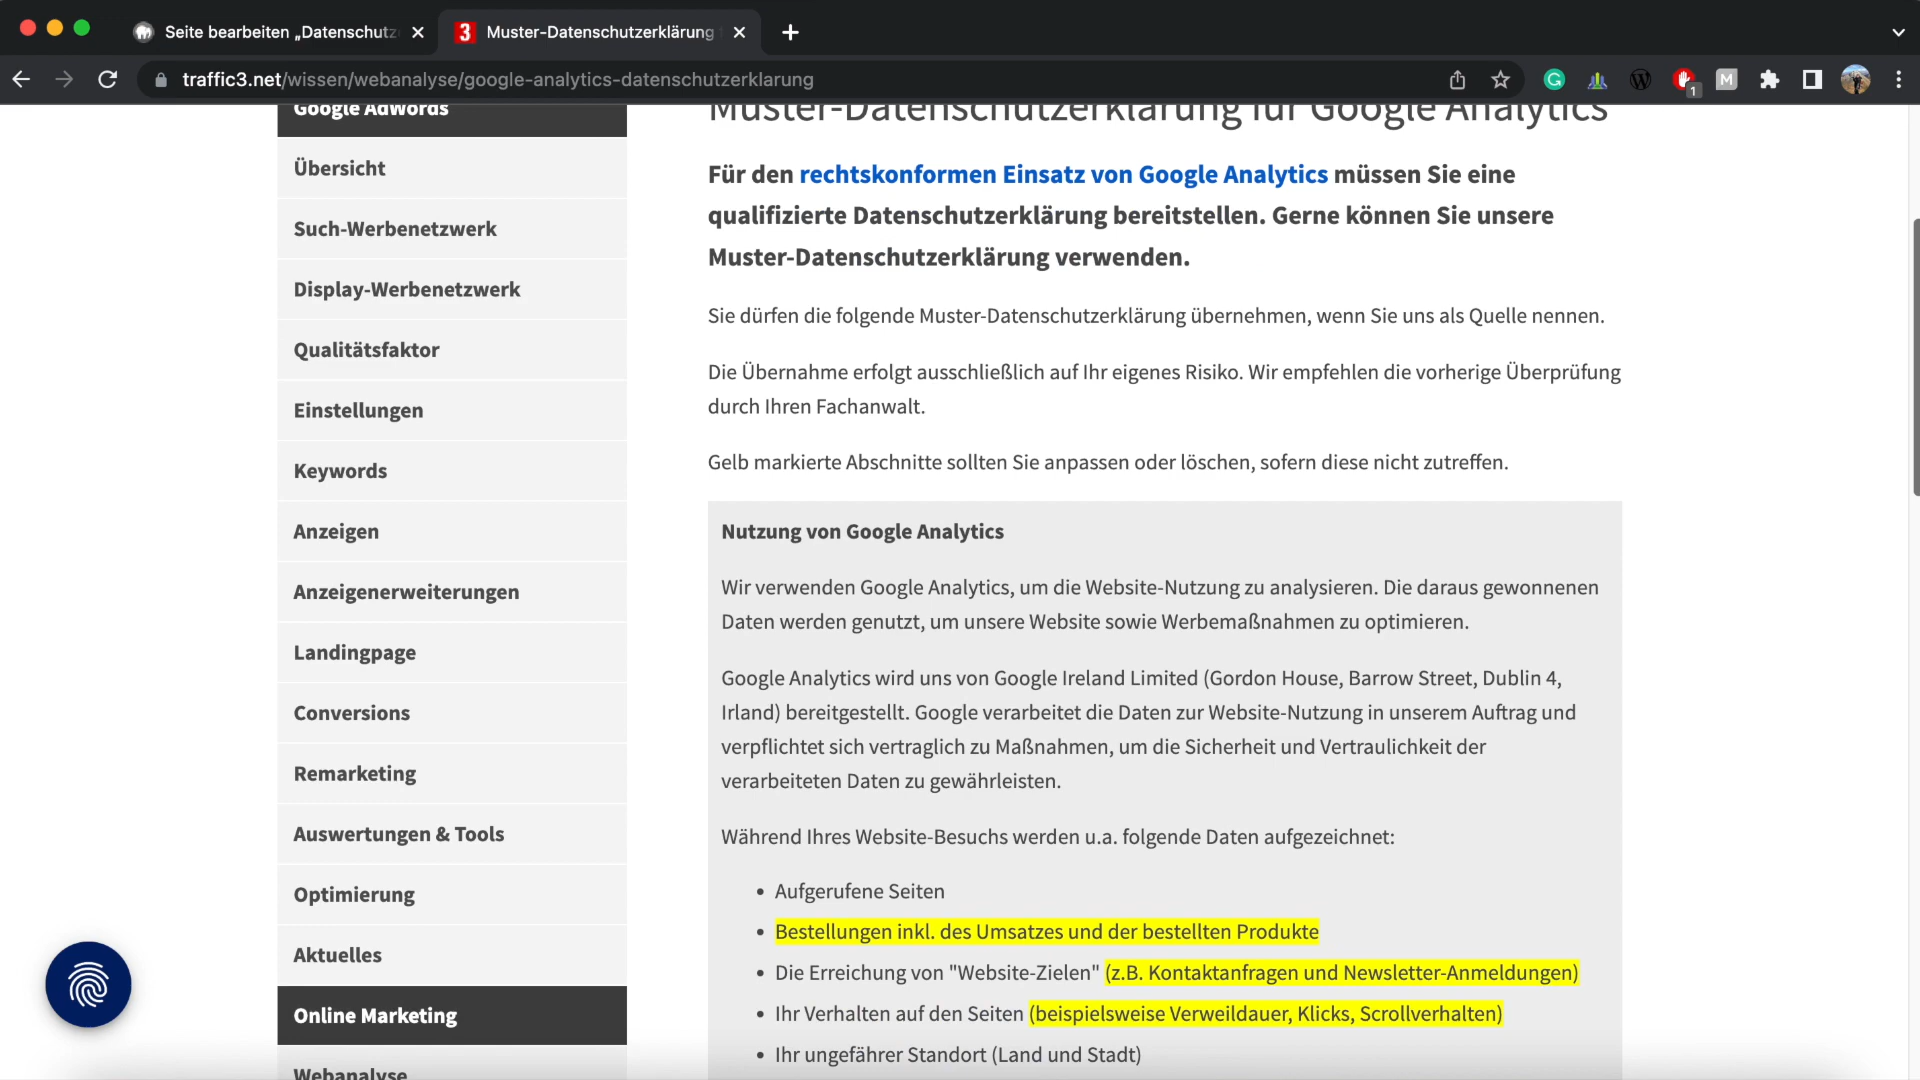 Seite bearbeiten „Datenschutz
3 Muster-Datenschutzerklärung
traffic3.net/wissen/webanalyse/google-analytics-datenschutzerklarung
G
W
1
M
Google AdWords
Übersicht
Such-Werbenetzwerk
Display-Werbenetzwerk
Qualitätsfaktor
Einstellungen
Keywords
Anzeigen
Anzeigenerweiterungen
Landingpage
Conversions
Remarketing
Auswertungen & Tools
Optimierung
Aktuelles
Online Marketing
Webanalyse
Muster-Datenschutzerklärung für Google Analytics
Für den rechtskonformen Einsatz von Google Analytics müssen Sie eine
qualifizierte Datenschutzerklärung bereitstellen. Gerne können Sie unsere
Muster-Datenschutzerklärung verwenden.
Sie dürfen die folgende Muster-Datenschutzerklärung übernehmen, wenn Sie uns als Quelle nennen.
Die Übernahme erfolgt ausschließlich auf Ihr eigenes Risiko. Wir empfehlen die vorherige Überprüfung
durch Ihren Fachanwalt.
Gelb markierte Abschnitte sollten Sie anpassen oder löschen, sofern diese nicht zutreffen.
Nutzung von Google Analytics
Wir verwenden Google Analytics, um die Website-Nutzung zu analysieren. Die daraus gewonnenen
Daten werden genutzt, um unsere Website sowie Werbemaßnahmen zu optimieren.
Google Analytics wird uns von Google Ireland Limited (Gordon House, Barrow Street, Dublin 4,
Irland) bereitgestellt. Google verarbeitet die Daten zur Website-Nutzung in unserem Auftrag und
verpflichtet sich vertraglich zu Maßnahmen, um die Sicherheit und Vertraulichkeit der
verarbeiteten Daten zu gewährleisten.
Während Ihres Website-Besuchs werden u.a. folgende Daten aufgezeichnet:
• Aufgerufene Seiten
• Bestellungen inkl. des Umsatzes und der bestellten Produkte
• Die Erreichung von "Website-Zielen" (z.B. Kontaktanfragen und Newsletter-Anmeldungen)
• Ihr Verhalten auf den Seiten (beispielsweise Verweildauer, Klicks, Scrollverhalten)
• Ihr ungefährer Standort (Land und Stadt)